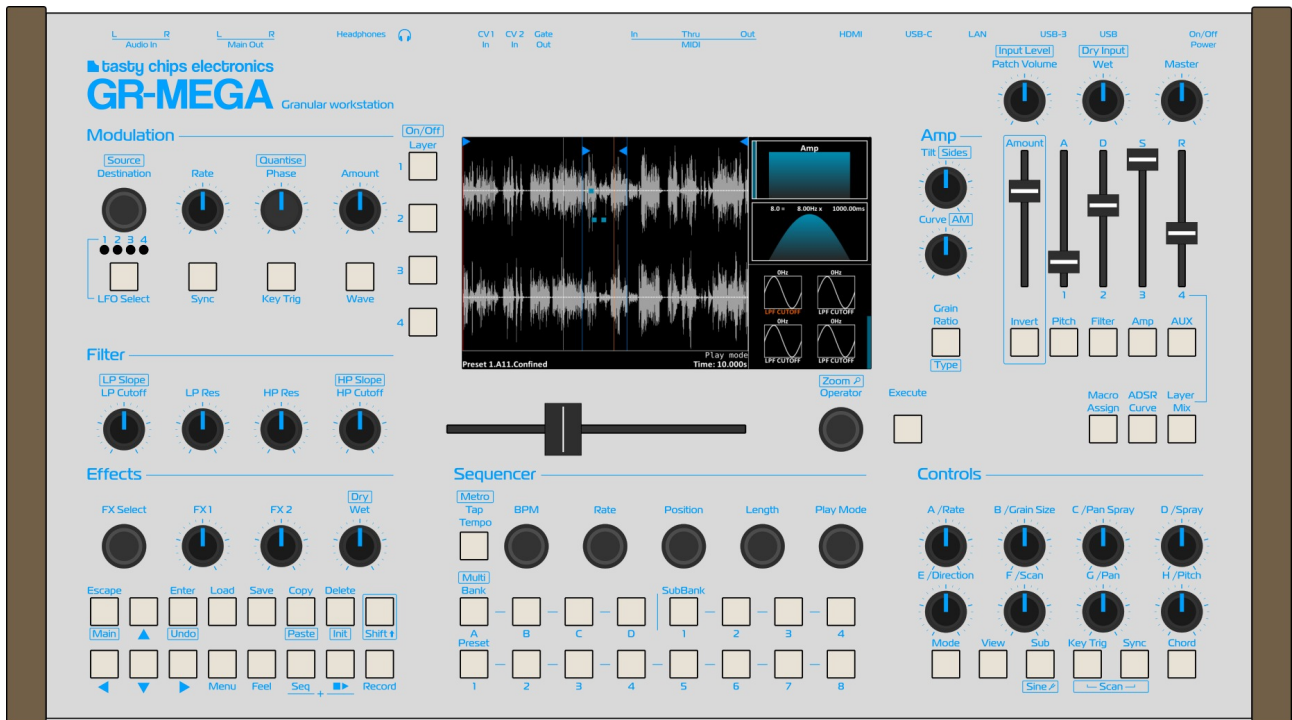 L R
Audio In
L R
Main Out
Headphones
CV1 CV2 Gate
In In Out
In Thru Out
MIDI
HDMI
USB-C
LAN
USB-3
USB
On/Off
Power
tasty chips electronics
GR-MEGA Granular workstation
Input Level
Patch Volume
Dry Input
Wet
Master
Modulation
Source
Destination
Rate
Quantise
Phase
Amount
1 2 3 4
LFO Select
Sync
Key Trig
Wave
On/Off
Layer
1
2
3
4
Amp
8.0 = 8.00Hz x 1000.00ms
0Hz 0Hz
LPF CUTOFF LPF CUTOFF
0Hz 0Hz
LPF CUTOFF LPF CUTOFF
Play mode
Preset 1.A11.Confined Time: 10.000s
Amp
Tilt Sides
Curve AM
Grain
Ratio
Type
Amount A D S R
1 2 3 4
Invert Pitch Filter Amp AUX
Macro ADSR Layer
Assign Curve Mix
Filter
LP Slope
LP Cutoff
LP Res
HP Res
HP Slope
HP Cutoff
Zoom
Operator
Execute
Effects
FX Select
FX 1
FX 2
Dry
Wet
Escape Enter Load Save Copy Delete
Main Undo Paste Init Shift
Menu Feel Seq + Record
Sequencer
Metro
Tap
Tempo
BPM Rate Position Length Play Mode
Multi
Bank SubBank
A B C D 1 2 3 4
Preset
1 2 3 4 5 6 7 8
Controls
A /Rate B /Grain Size C /Pan Spray D /Spray
E /Direction F /Scan G /Pan H /Pitch
Mode View Sub Key Trig Sync Chord
Sine Scan